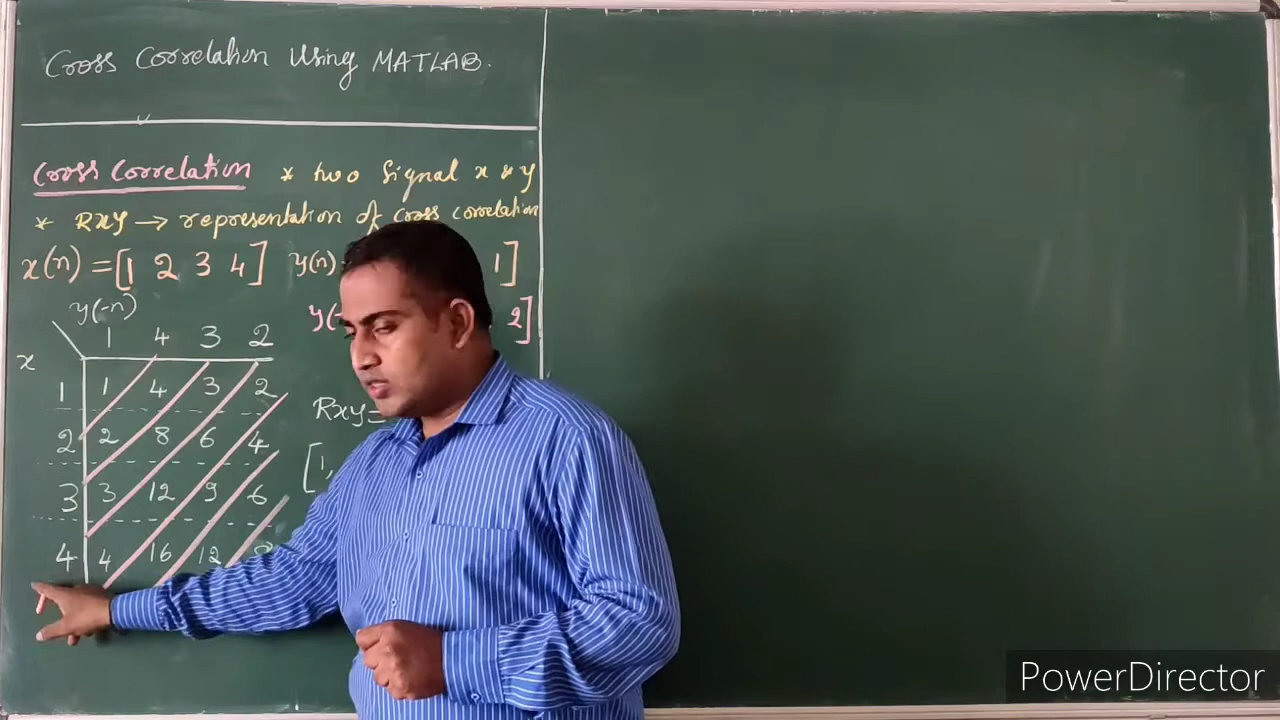 Cross Correlation Using MATLAB.
Cross Correlation * two Signal x & y
* RXY → representation of cross correlation
x(n) = [1 2 3 4] y(n) 1]
y(-n) y(- 2]
1 4 3 2
x
1 1 4 3 2
Rxy=
2 2 8 6 4
[1,
3 3 12 9 6
4 4 16 12 8
PowerDirector